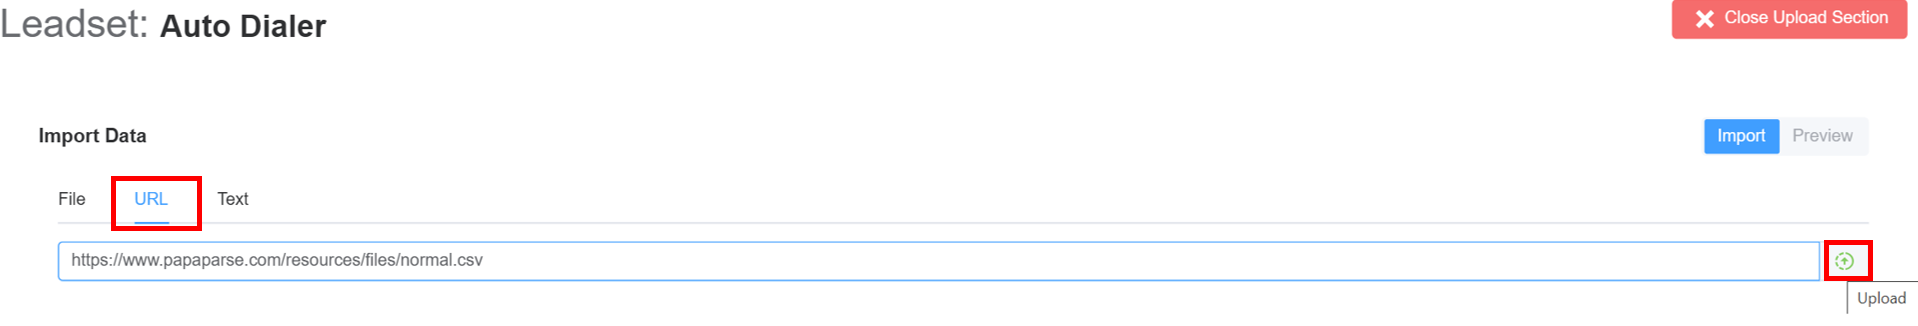 Leadset: Auto Dialer
Close Upload Section
Import Data
Import Preview
File URL Text
https://www.papaparse.com/resources/files/normal.csv
Upload